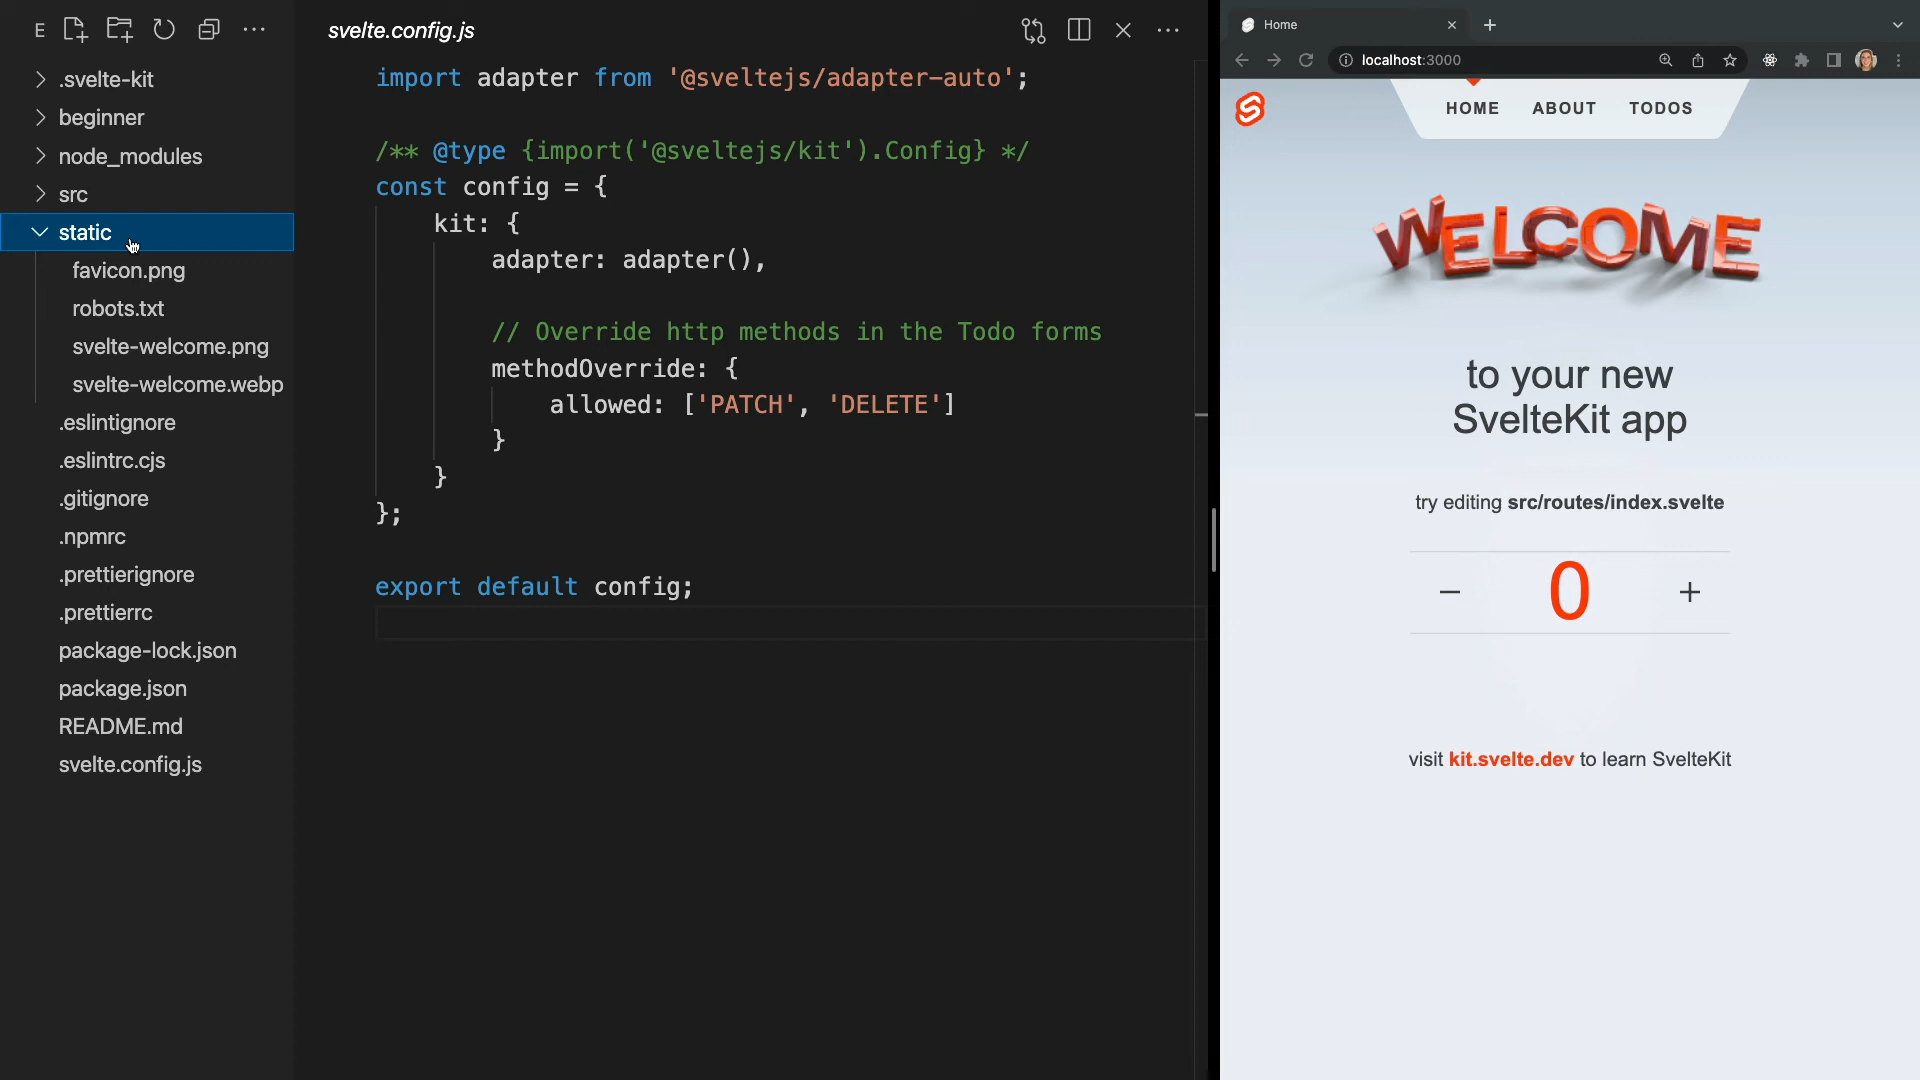 E
.svelte-kit
beginner
node_modules
src
static
favicon.png
robots.txt
svelte-welcome.png
svelte-welcome.webp
.eslintignore
.eslintrc.cjs
.gitignore
.npmrc
.prettierignore
.prettierrc
package-lock.json
package.json
README.md
svelte.config.js
svelte.config.js
import adapter from '@sveltejs/adapter-auto';
/** @type {import('@sveltejs/kit').Config} */
const config = {
kit: {
adapter: adapter(),
// Override http methods in the Todo forms
methodOverride: {
allowed: ['PATCH', 'DELETE']
}
}
};
export default config;
Home
localhost:3000
HOME ABOUT TODOS
WELCOME
to your new
SvelteKit app
try editing src/routes/index.svelte
0
visit kit.svelte.dev to learn SvelteKit